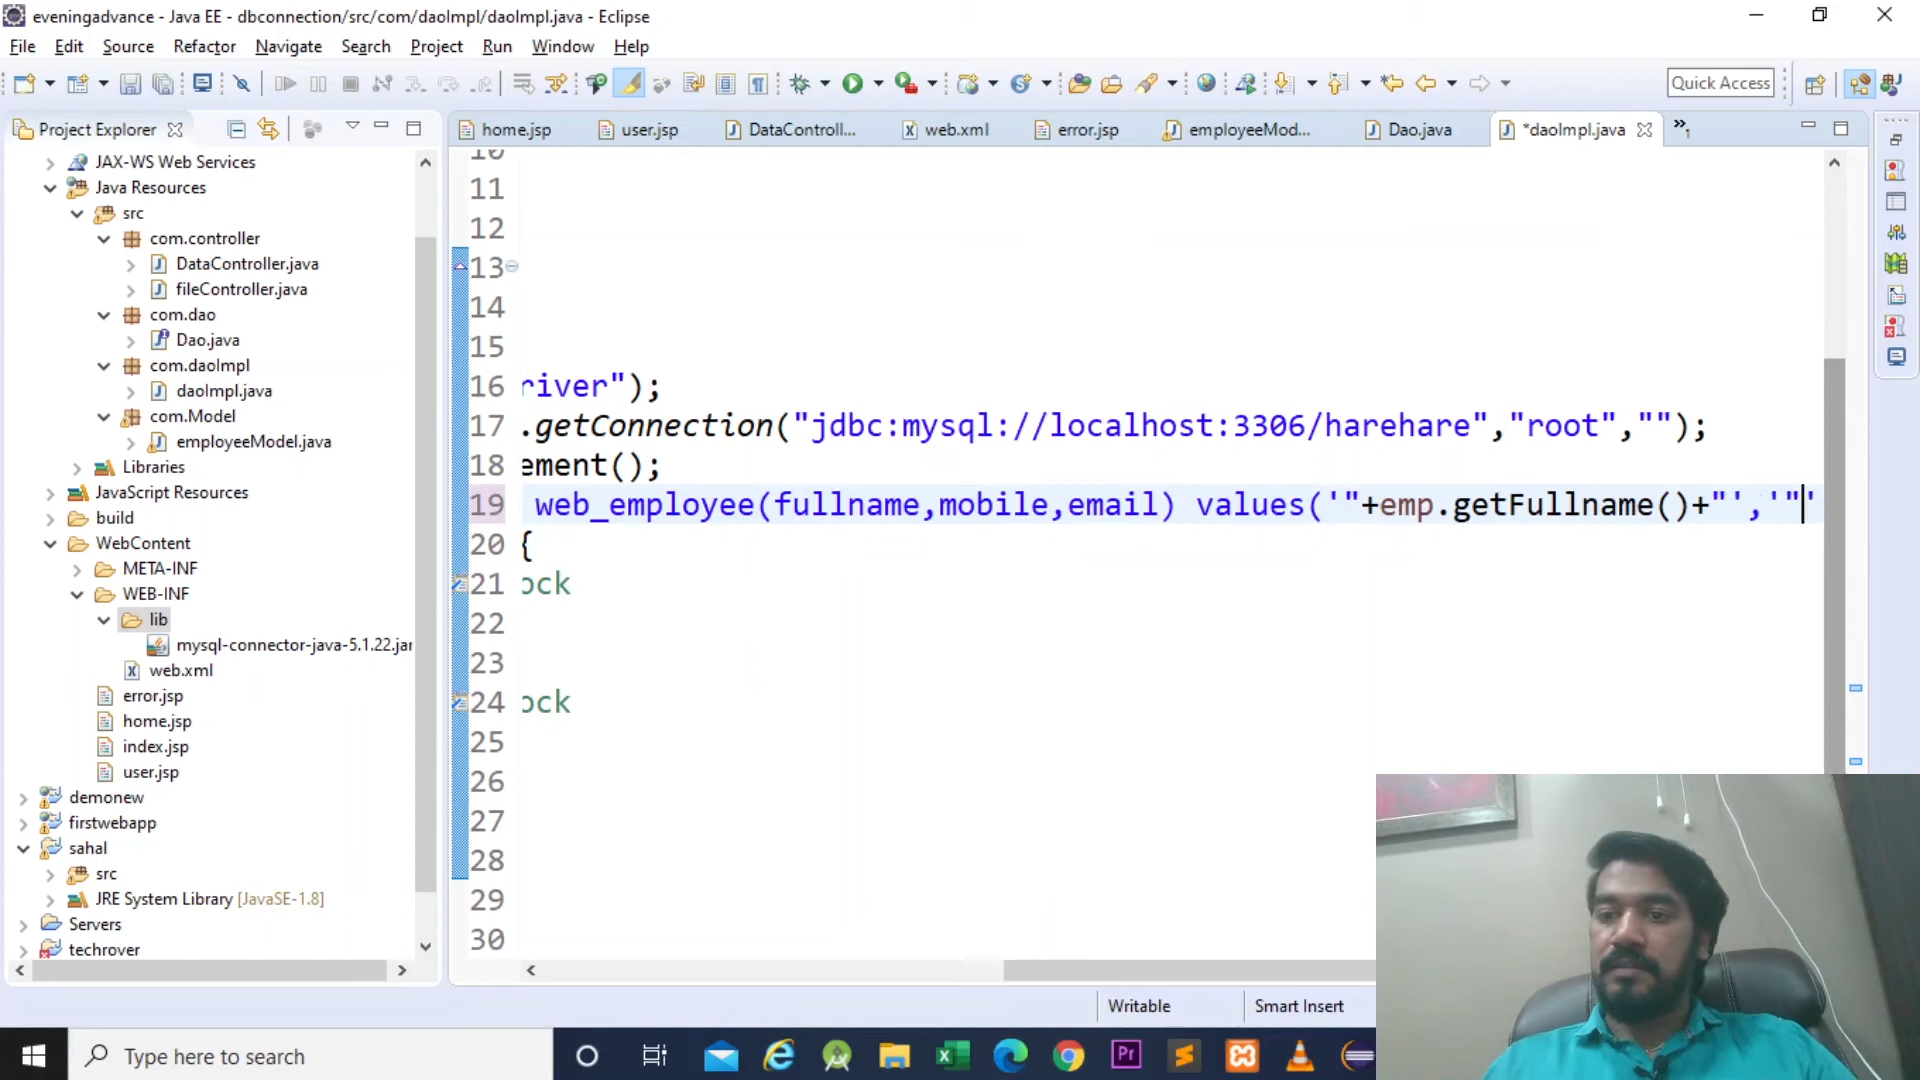 eveningadvance - Java EE - dbconnection/src/com/daoImpl/daoImpl.java - Eclipse
File Edit Source Refactor Navigate Search Project Run Window Help
Quick Access
Project Explorer
home.jsp user.jsp DataControll... web.xml error.jsp employeeMod... Dao.java *daoImpl.java »1
JAX-WS Web Services
Java Resources
src
com.controller
DataController.java
fileController.java
com.dao
Dao.java
com.daoImpl
daoImpl.java
com.Model
employeeModel.java
Libraries
JavaScript Resources
build
WebContent
META-INF
WEB-INF
lib
mysql-connector-java-5.1.22.jar
web.xml
error.jsp
home.jsp
index.jsp
user.jsp
demonew
firstwebapp
sahal
src
JRE System Library [JavaSE-1.8]
Servers
techrover
10
11
12
13
14
15
16 river");
17 .getConnection("jdbc:mysql://localhost:3306/harehare","root","");
18 ement();
19 web_employee(fullname,mobile,email) values('"+emp.getFullname()+"','"'
20 {
21 ock
22
23
24 ock
25
26
27
28
29
30
Writable Smart Insert
Type here to search
Pr